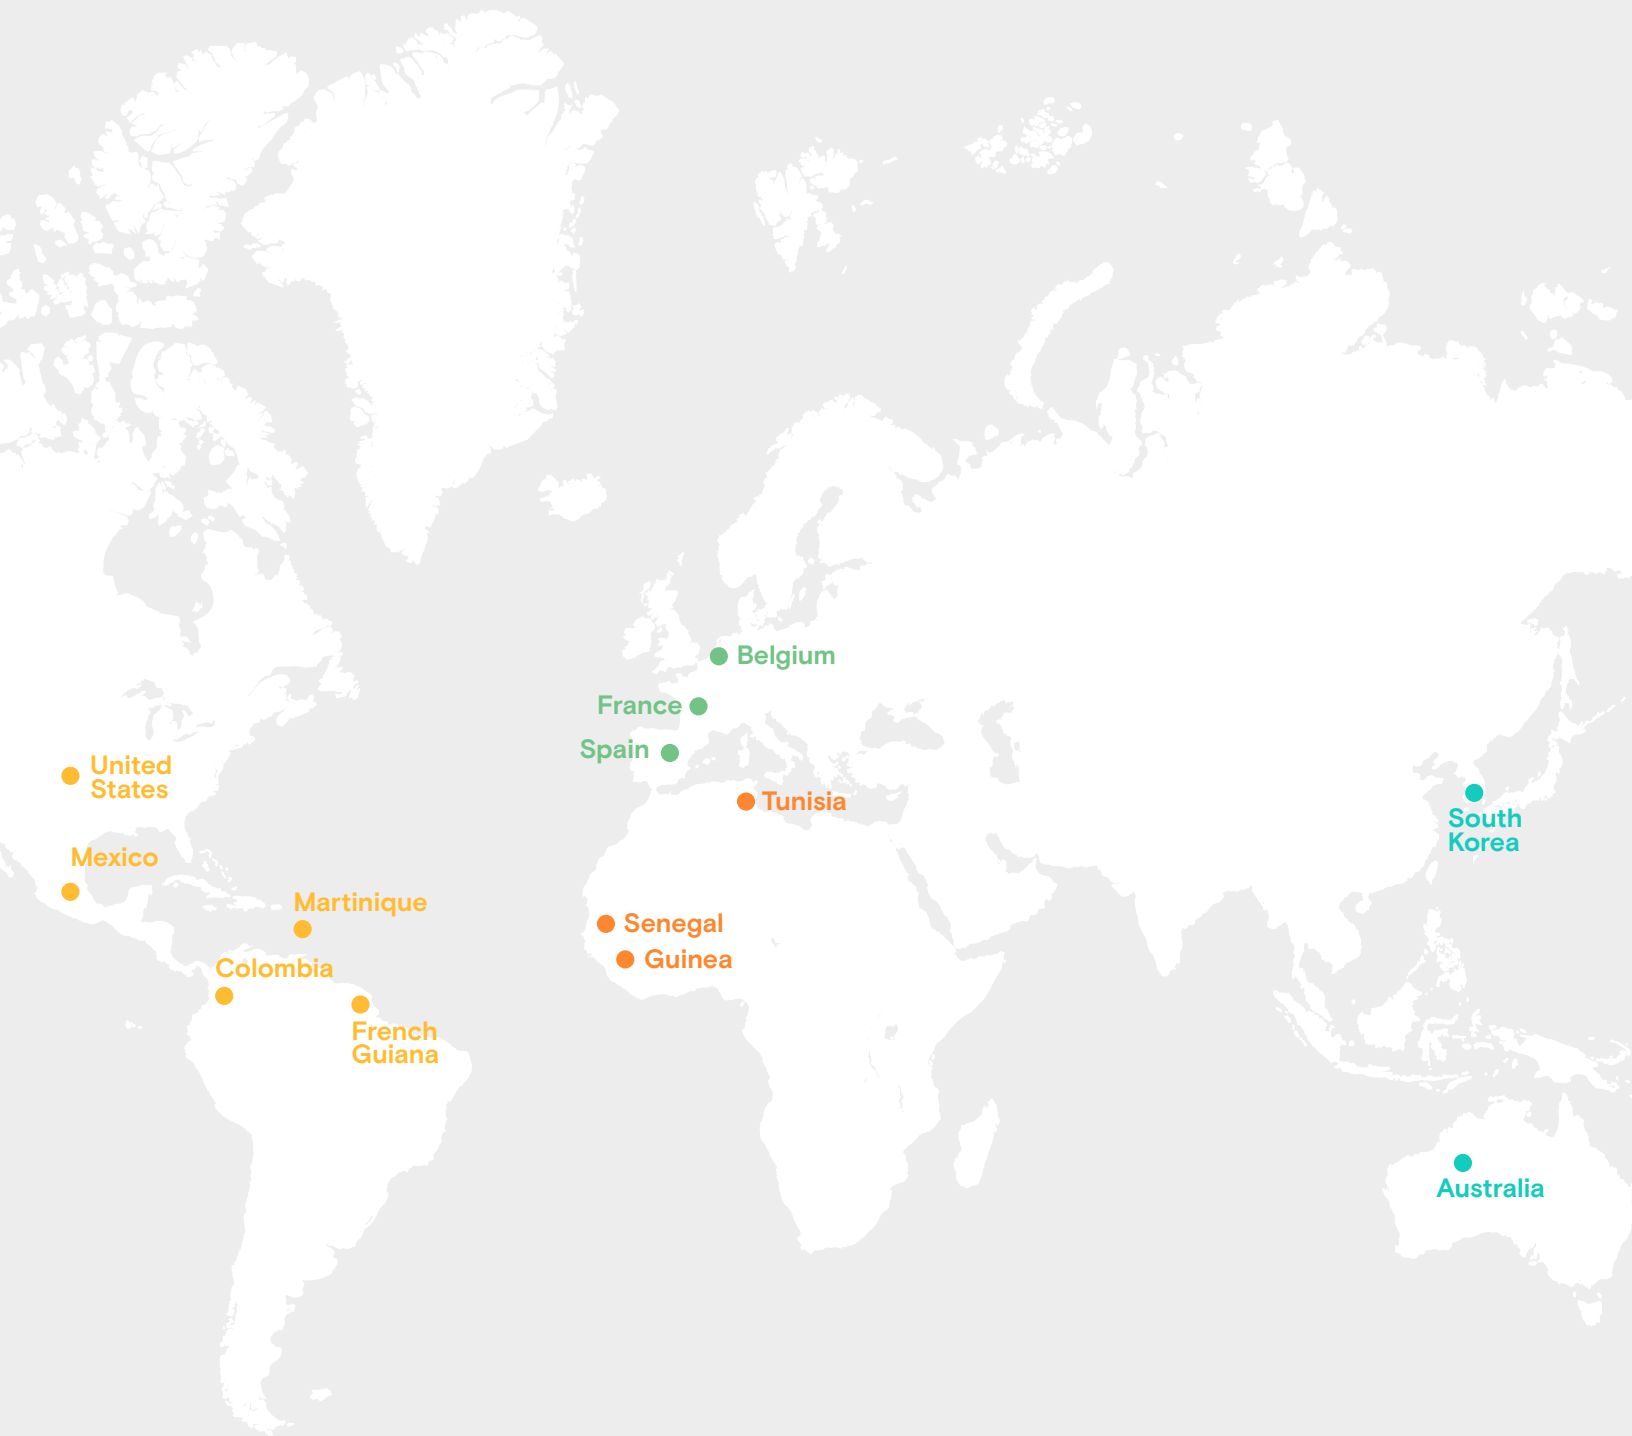 Belgium
France
Spain
United
States
Tunisia
South
Korea
Mexico
Martinique
Senegal
Guinea
Colombia
French
Guiana
Australia